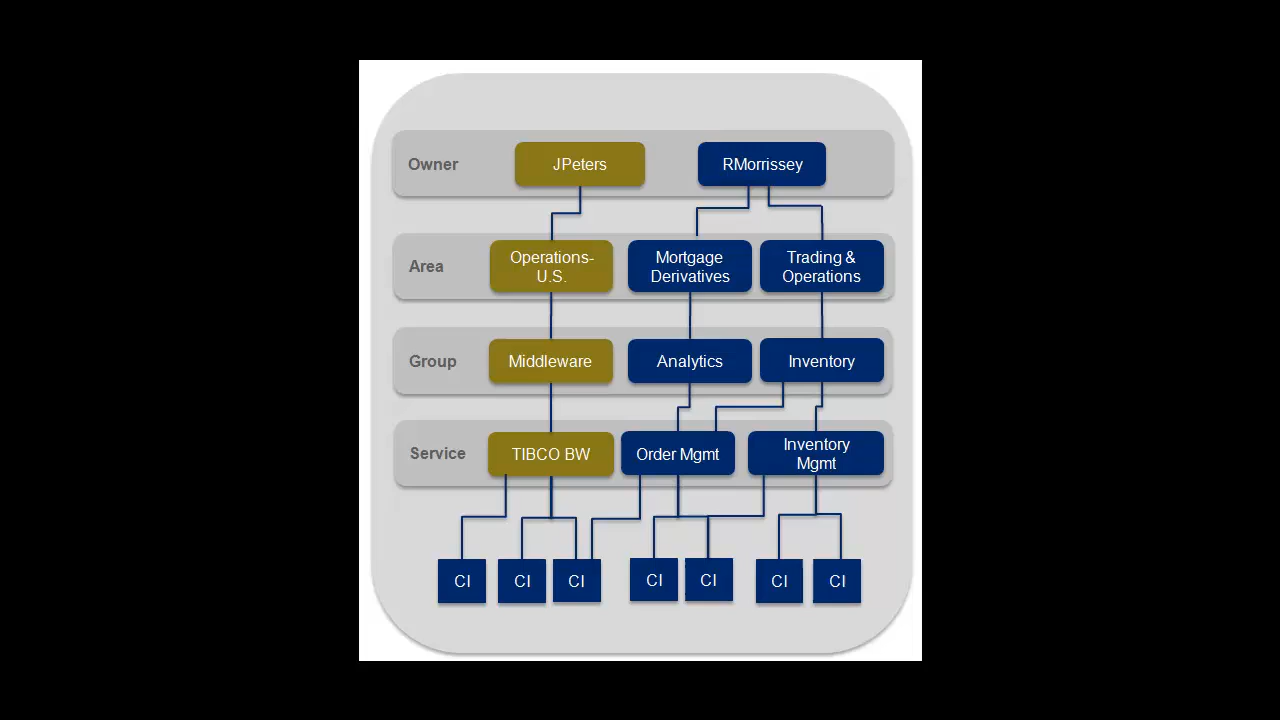 Owner
JPeters
RMorrissey
Area
Operations-
U.S.
Mortgage
Derivatives
Trading &
Operations
Group
Middleware
Analytics
Inventory
Service
TIBCO BW
Order Mgmt
Inventory
Mgmt
CI
CI
CI
CI
CI
CI
CI